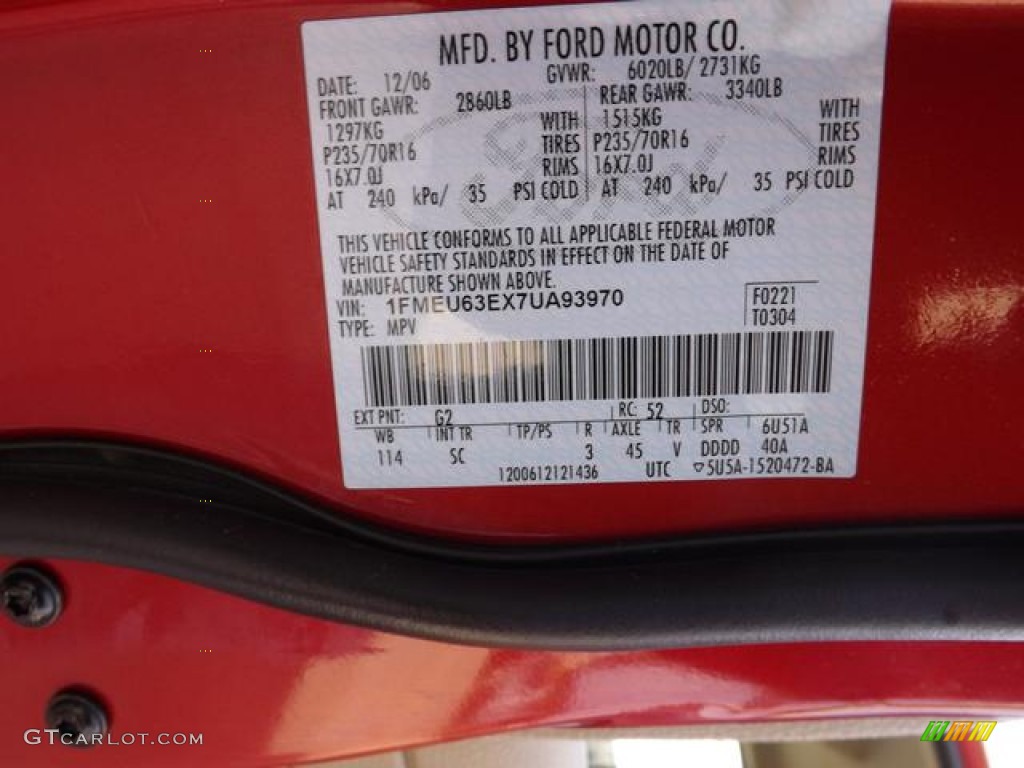 MFD. BY FORD MOTOR CO.
DATE: 12/06 GVWR: 6020LB/ 2731KG
FRONT GAWR: 2860LB REAR GAWR: 3340LB
1297KG WITH 1515KG WITH
P235/70R16 TIRES P235/70R16 TIRES
16X7.0J RIMS 16X7.0J RIMS
AT 240 kPa/ 35 PSI COLD AT 240 kPa/ 35 PSI COLD
THIS VEHICLE CONFORMS TO ALL APPLICABLE FEDERAL MOTOR
VEHICLE SAFETY STANDARDS IN EFFECT ON THE DATE OF
MANUFACTURE SHOWN ABOVE.
VIN: 1FMEU63EX7UA93970 F0221
TYPE: MPV T0304
EXT PNT: G2 RC: 52 DSO:
WB INT TR TP/PS R AXLE TR SPR 6U51A
114 SC 3 45 V DDDD 40A
1200612121436 UTC 5U5A-1520472-BA
Ford
GTCARLOT.COM